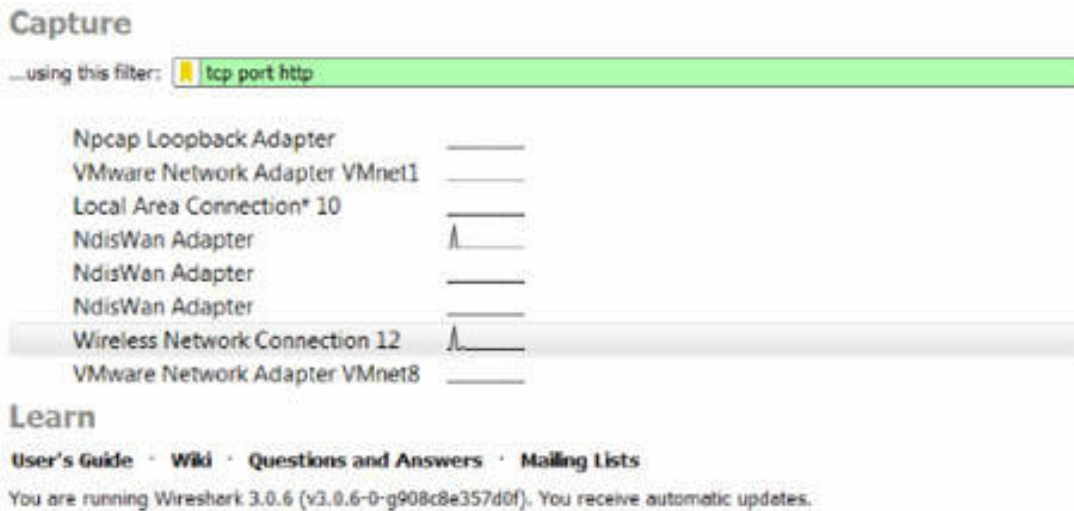 Capture
...using this filter: tcp port http
Npcap Loopback Adapter
VMware Network Adapter VMnet1
Local Area Connection* 10
NdisWan Adapter
NdisWan Adapter
NdisWan Adapter
Wireless Network Connection 12
VMware Network Adapter VMnet8
Learn
User's Guide · Wiki · Questions and Answers · Mailing Lists
You are running Wireshark 3.0.6 (v3.0.6-0-g908c8e357d0f). You receive automatic updates.